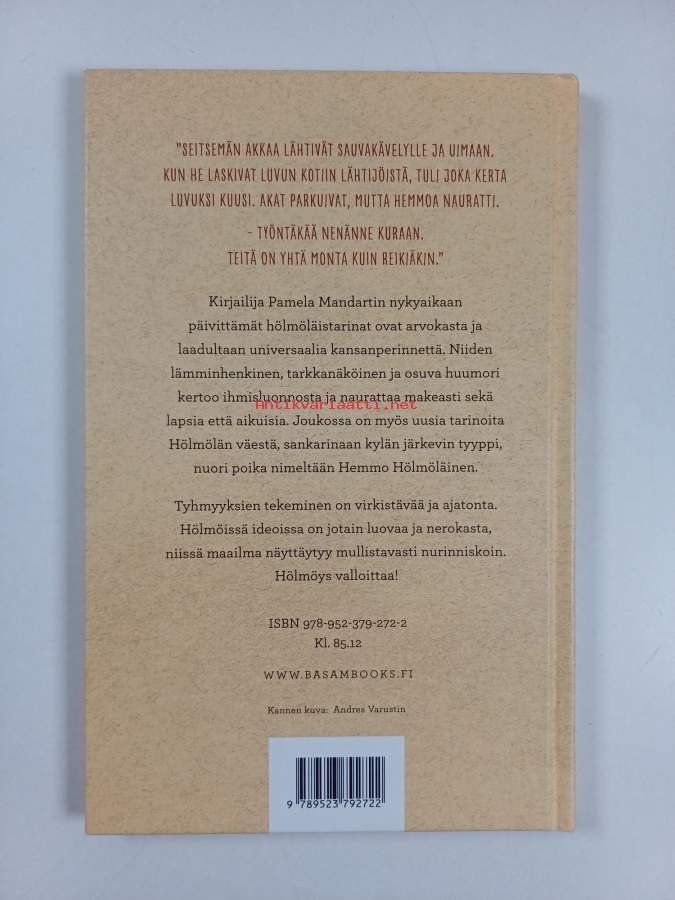 "SEITSEMÄN AKKAA LÄHTIVÄT SAUVAKÄVELYLLE JA UIMAAN.
KUN HE LASKIVAT LUVUN KOTIIN LÄHTIJÖISTÄ, TULI JOKA KERTA
LUVUKSI KUUSI. AKAT PARKUIVAT, MUTTA HEMMOA NAURATTI.
- TYÖNTÄKÄÄ NENÄNNE KURAAN.
TEITÄ ON YHTÄ MONTA KUIN REIKIÄKIN."
Kirjailija Pamela Mandartin nykyaikaan
päivittämät hölmöläistarinat ovat arvokasta ja
laadultaan universaalia kansanperinnettä. Niiden
lämminhenkinen, tarkkanäköinen ja osuva huumori
kertoo ihmisluonnosta ja naurattaa makeasti sekä
Antikvariaatti.net
lapsia että aikuisia. Joukossa on myös uusia tarinoita
Hölmölän väestä, sankarinaan kylän järkevin tyyppi,
nuori poika nimeltään Hemmo Hölmöläinen.
Tyhmyyksien tekeminen on virkistävää ja ajatonta.
Hölmöissä ideoissa on jotain luovaa ja nerokasta,
niissä maailma näyttäytyy mullistavasti nurinniskoin.
Hölmöys valloittaa!
ISBN 978-952-379-272-2
Kl. 85.12
WWW.BASAMBOOKS.FI
Kannen kuva: Andres Varustin
9 789523 792722